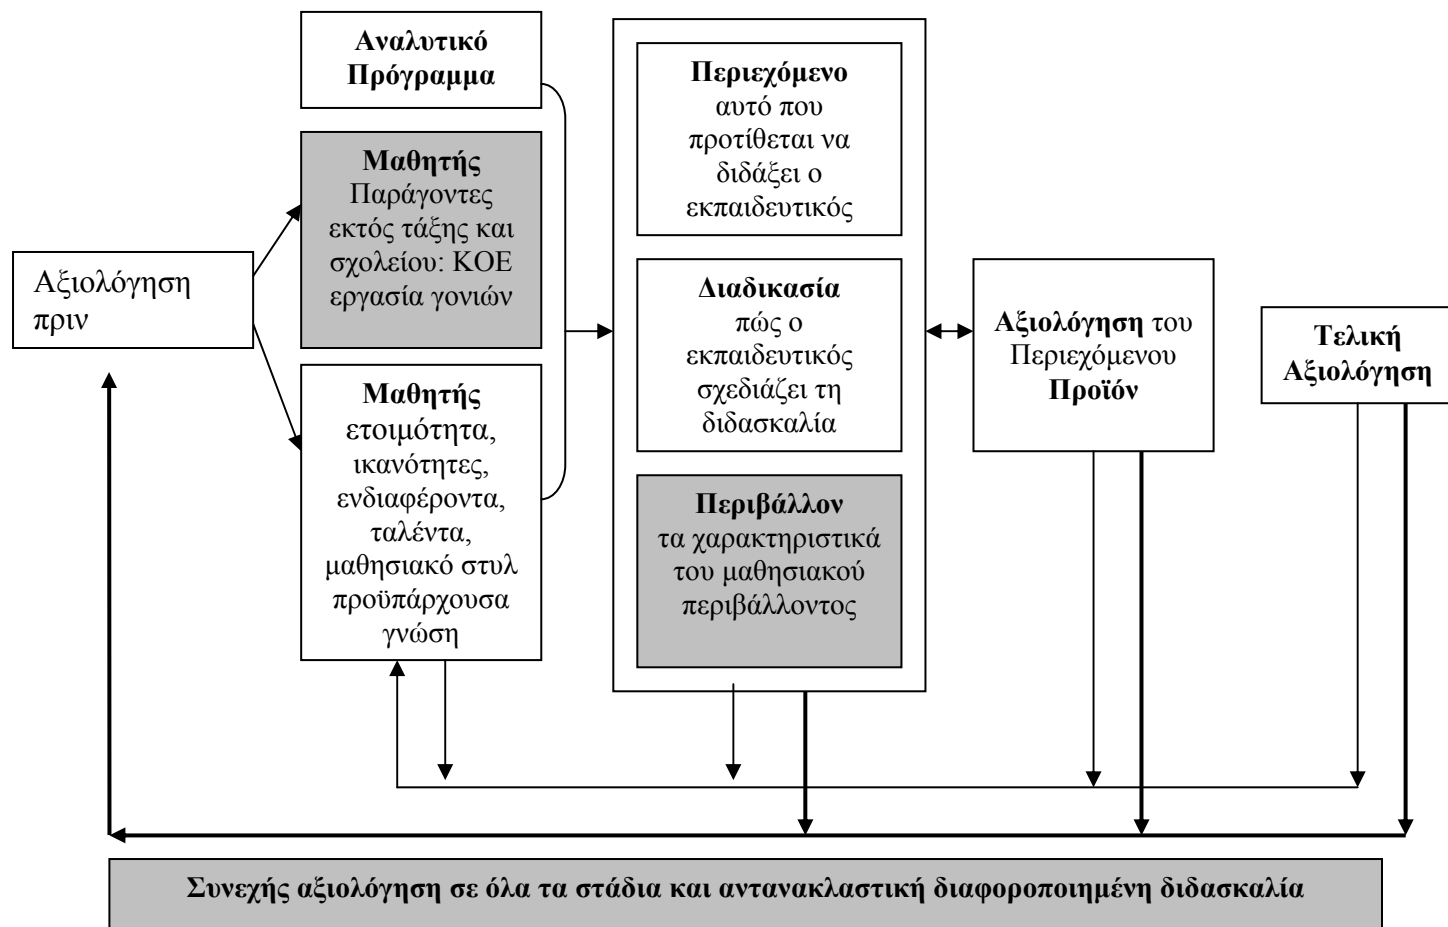 Αναλυτικό
Πρόγραμμα
Μαθητής
Παράγοντες
εκτός τάξης και
σχολείου: ΚΟΕ
εργασία γονιών
Αξιολόγηση
πριν
Μαθητής
ετοιμότητα,
ικανότητες,
ενδιαφέροντα,
ταλέντα,
μαθησιακό στυλ
προϋπάρχουσα
γνώση
Περιεχόμενο
αυτό που
προτίθεται να
διδάξει ο
εκπαιδευτικός
Διαδικασία
πώς ο
εκπαιδευτικός
σχεδιάζει τη
διδασκαλία
Περιβάλλον
τα χαρακτηριστικά
του μαθησιακού
περιβάλλοντος
Αξιολόγηση του
Περιεχόμενου
Προϊόν
Τελική
Αξιολόγηση
Συνεχής αξιολόγηση σε όλα τα στάδια και αντανακλαστική διαφοροποιημένη διδασκαλία